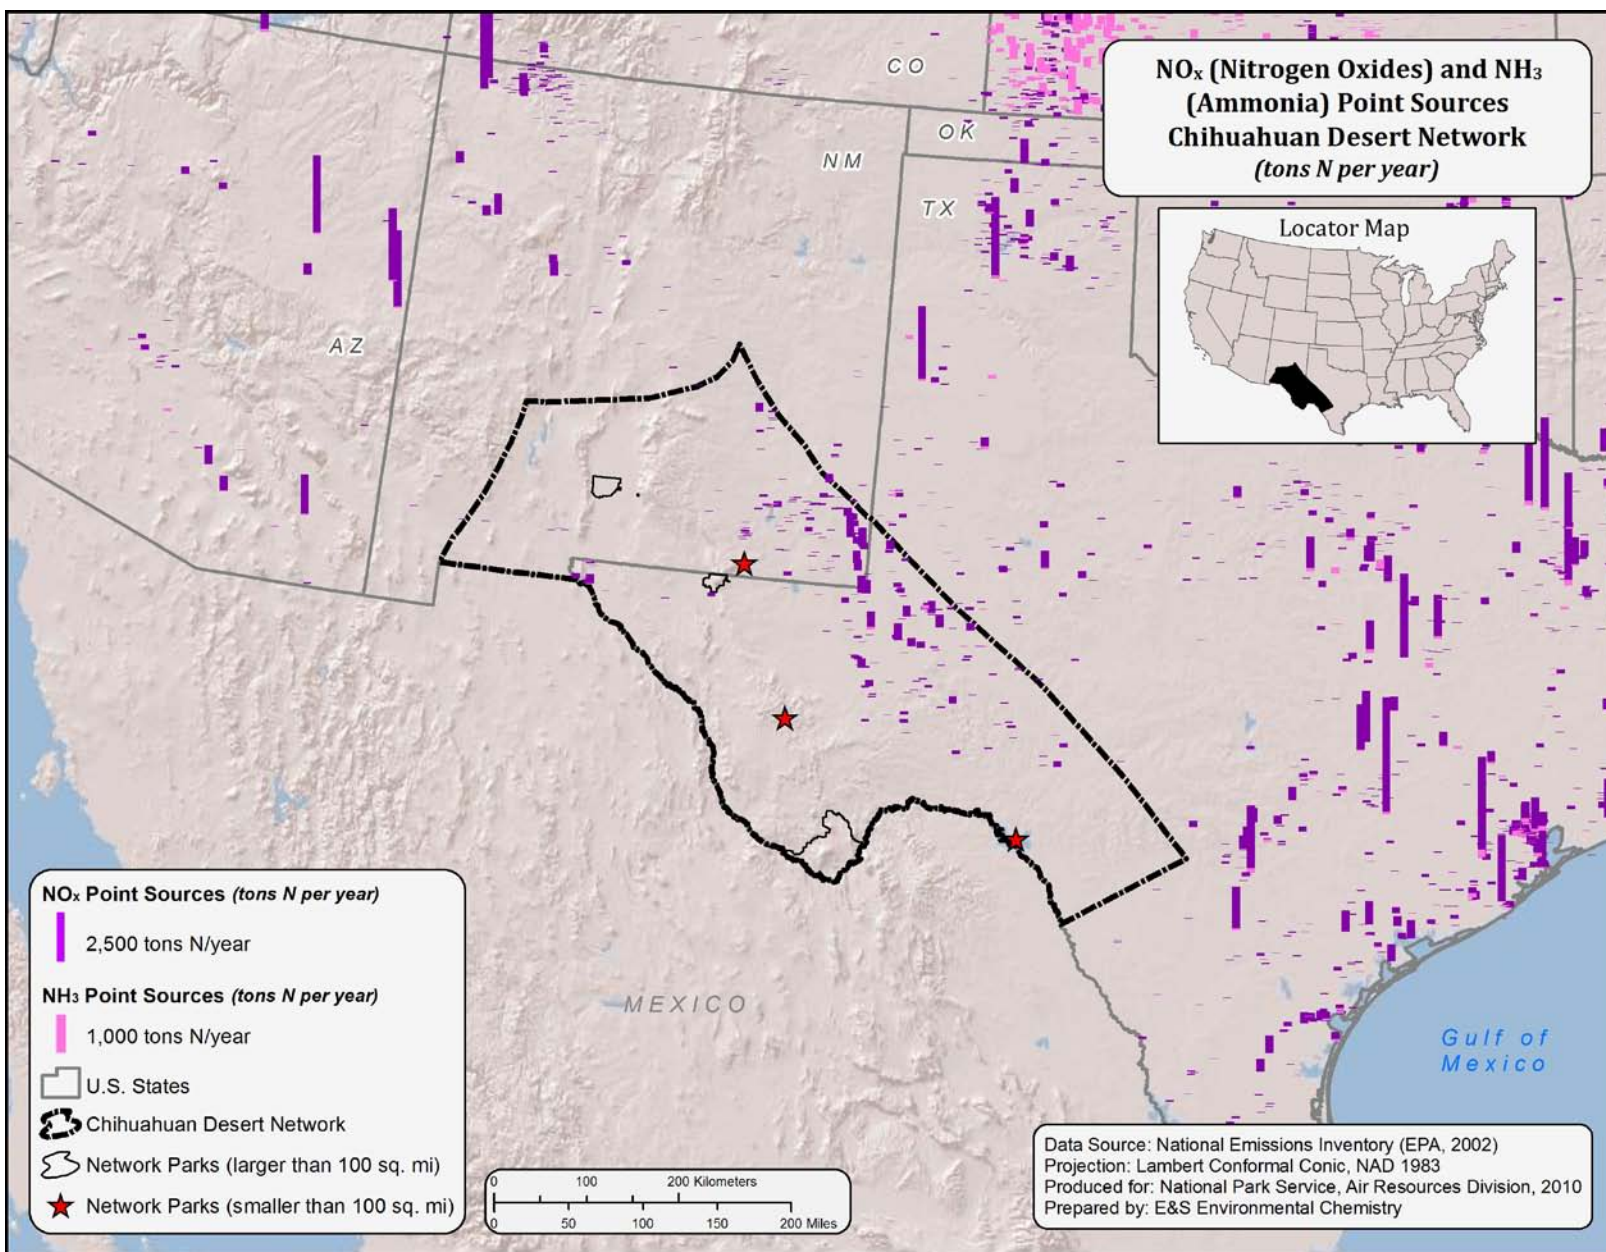 NOx (Nitrogen Oxides) and NH3
(Ammonia) Point Sources
Chihuahuan Desert Network
(tons N per year)
Locator Map
CO
OK
NM
TX
AZ
MEXICO
Gulf of
Mexico
NOx Point Sources (tons N per year)
2,500 tons N/year
NH3 Point Sources (tons N per year)
1,000 tons N/year
U.S. States
Chihuahuan Desert Network
Network Parks (larger than 100 sq. mi)
Network Parks (smaller than 100 sq. mi)
0 100 200 Kilometers
0 50 100 150 200 Miles
Data Source: National Emissions Inventory (EPA, 2002)
Projection: Lambert Conformal Conic, NAD 1983
Produced for: National Park Service, Air Resources Division, 2010
Prepared by: E&S Environmental Chemistry